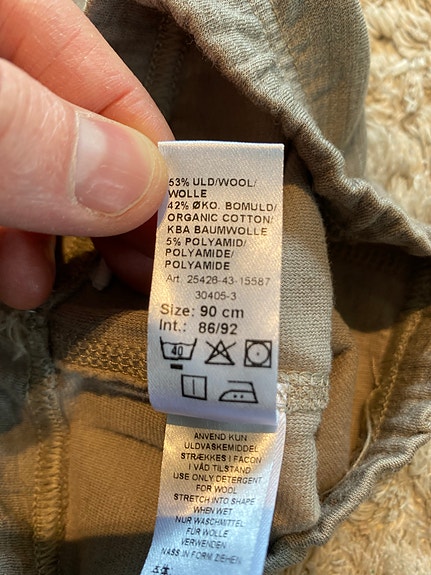 53% ULD/WOOL/
WOLLE
42% ØKO. BOMULD/
ORGANIC COTTON/
KBA BAUMWOLLE
5% POLYAMID/
POLYAMIDE/
POLYAMIDE
Art. 25426-43-15587
30405-3
Size: 90 cm
Int.: 86/92
40
ANVEND KUN
ULDVASKEMIDDEL
STRÆKKES I FACON
I VÅD TILSTAND
USE ONLY DETERGENT
FOR WOOL
STRETCH INTO SHAPE
WHEN WET
NUR WASCHMITTEL
FÜR WOLLE
VERWENDEN
NASS IN FORM ZIEHEN